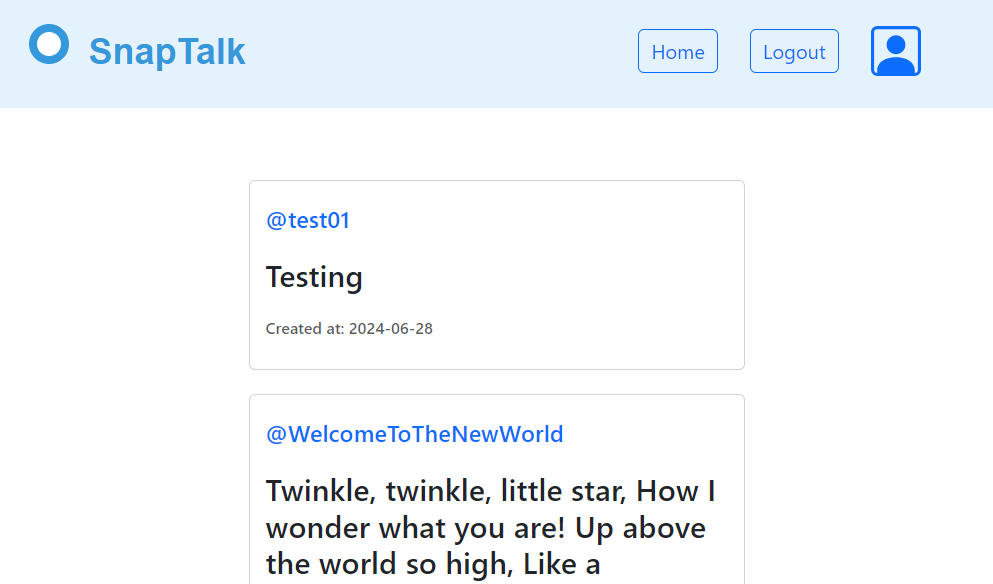 SnapTalk
Home
Logout
@test01
Testing
Created at: 2024-06-28
@WelcomeToTheNewWorld
Twinkle, twinkle, little star, How I
wonder what you are! Up above
the world so high, Like a